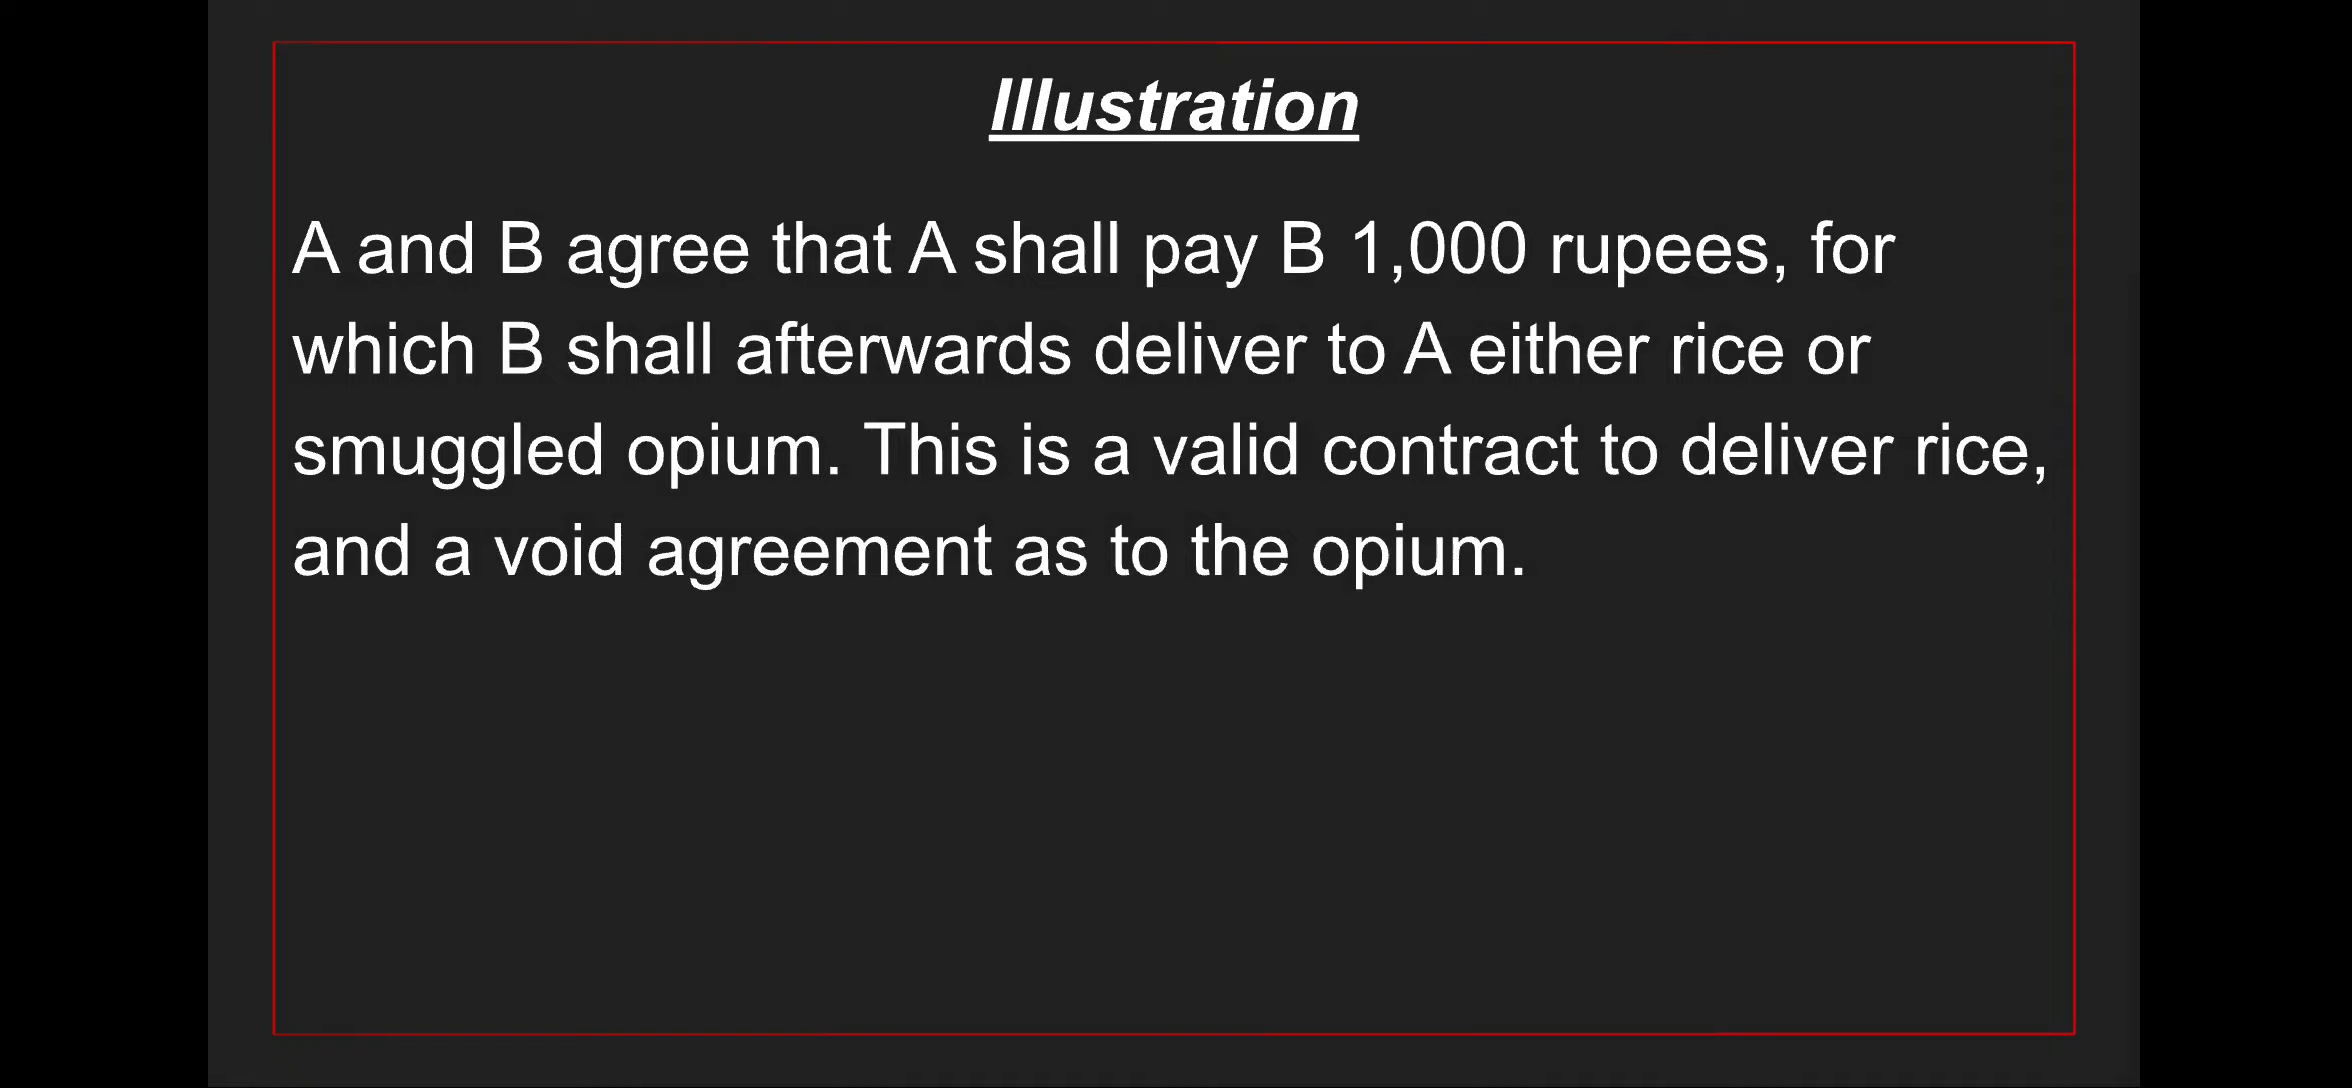 Illustration
A and B agree that A shall pay B 1,000 rupees, for
which B shall afterwards deliver to A either rice or
smuggled opium. This is a valid contract to deliver rice,
and a void agreement as to the opium.